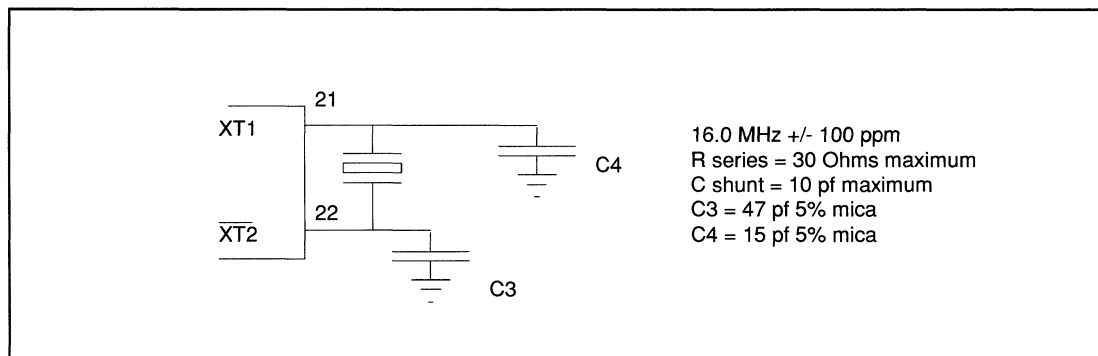 21
XT1
C4
22
XT2
C3
16.0 MHz +/- 100 ppm
R series = 30 Ohms maximum
C shunt = 10 pf maximum
C3 = 47 pf 5% mica
C4 = 15 pf 5% mica